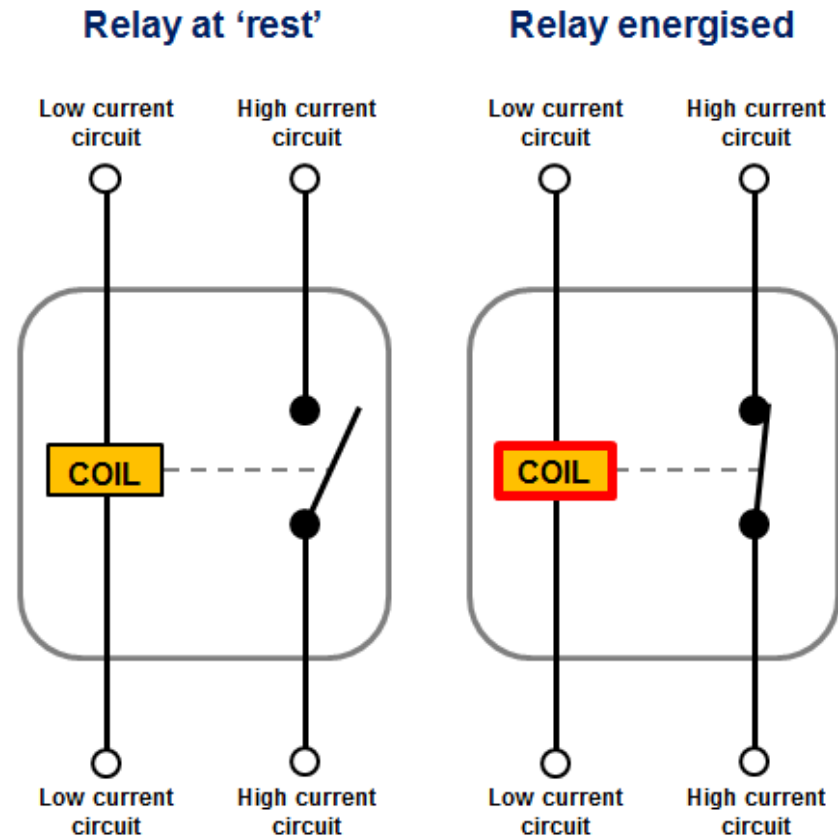 Relay at ‘rest’
Relay energised
Low current
circuit
High current
circuit
Low current
circuit
High current
circuit
COIL
COIL
Low current
circuit
High current
circuit
Low current
circuit
High current
circuit